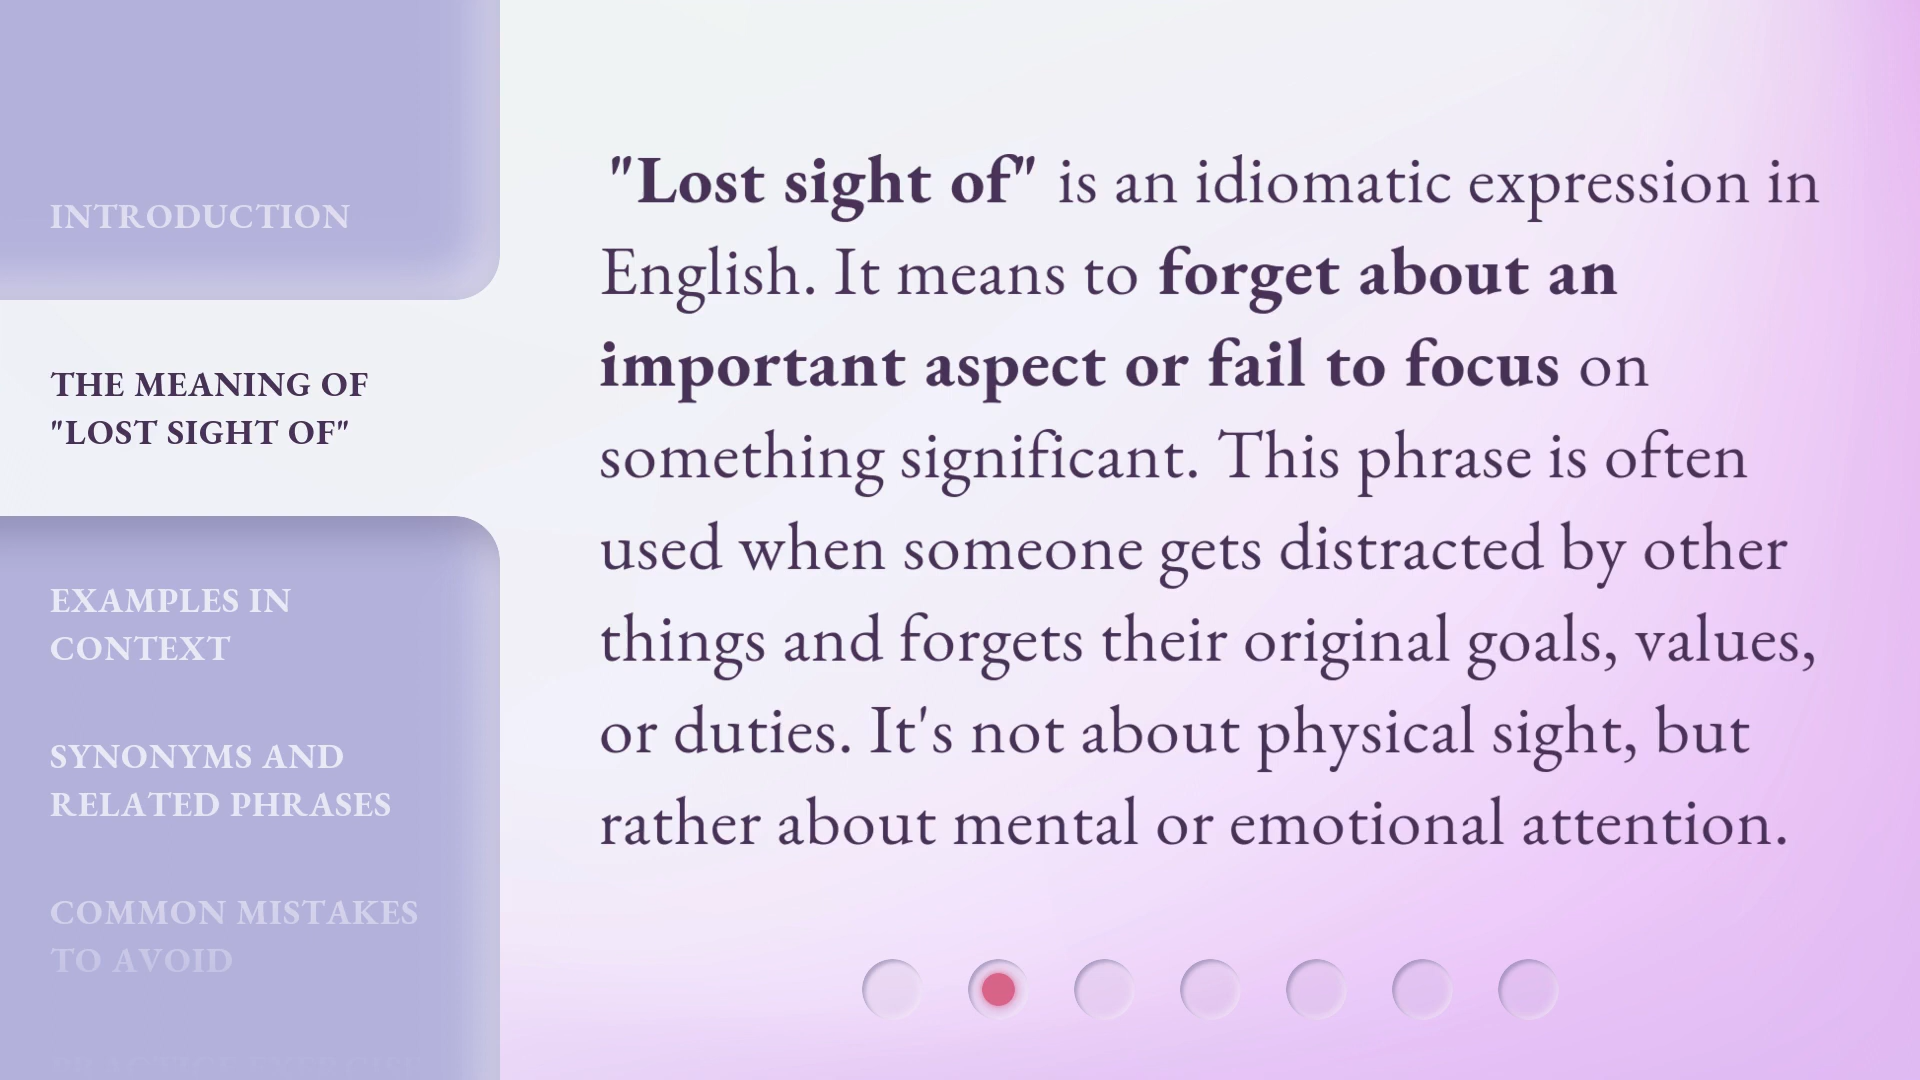 INTRODUCTION
THE MEANING OF
"LOST SIGHT OF"
EXAMPLES IN
CONTEXT
SYNONYMS AND
RELATED PHRASES
COMMON MISTAKES
TO AVOID
"Lost sight of" is an idiomatic expression in
English. It means to forget about an
important aspect or fail to focus on
something significant. This phrase is often
used when someone gets distracted by other
things and forgets their original goals, values,
or duties. It's not about physical sight, but
rather about mental or emotional attention.